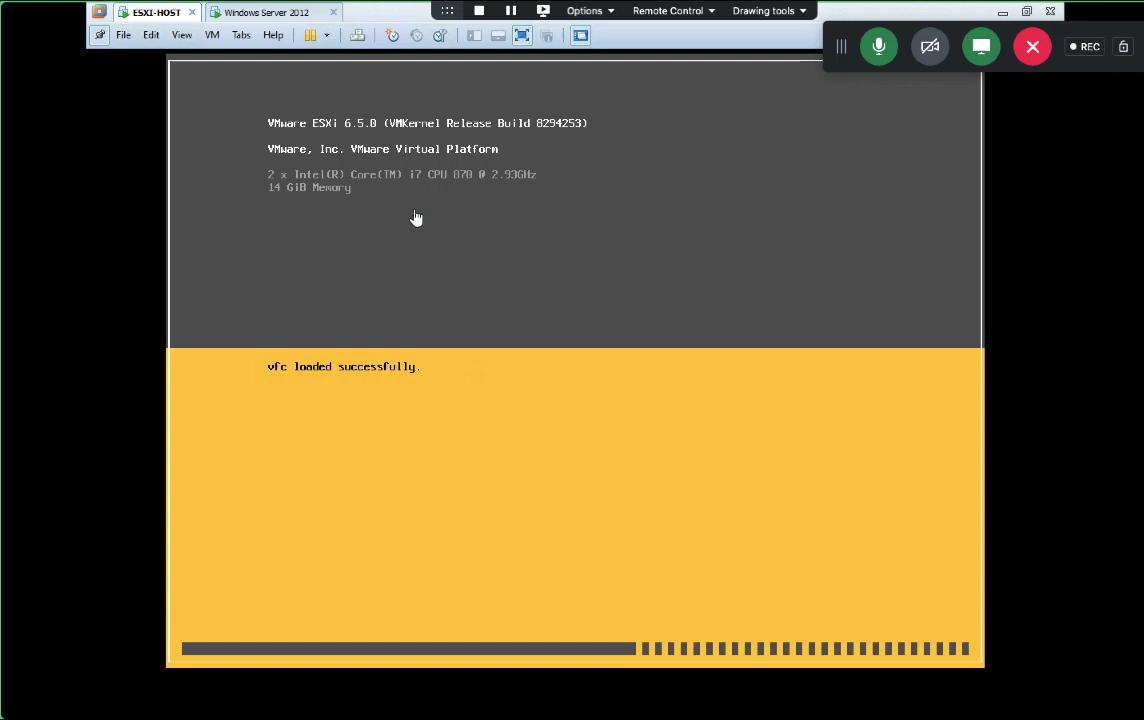 ESXI-HOST
Windows Server 2012
Options
Remote Control
Drawing tools
File Edit View VM Tabs Help
REC
VMware ESXi 6.5.0 (VMKernel Release Build 8294253)
VMware, Inc. VMware Virtual Platform
2 x Intel(R) Core(TM) i7 CPU 870 @ 2.93GHz
14 GiB Memory
vfc loaded successfully.